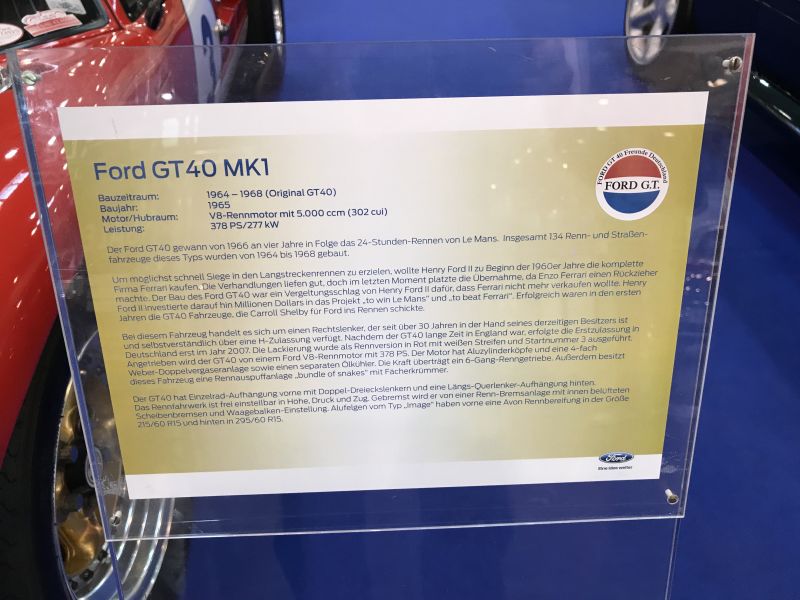 Ford GT40 MK1
Bauzeitraum: 1964 – 1968 (Original GT40)
Baujahr: 1965
Motor/Hubraum: V8-Rennmotor mit 5.000 ccm (302 cui)
Leistung: 378 PS/277 kW
FORD GT 40 Freunde Deutschland
FORD G.T.
Der Ford GT40 gewann von 1966 an vier Jahre in Folge das 24-Stunden-Rennen von Le Mans. Insgesamt 134 Renn- und Straßen-
fahrzeuge dieses Typs wurden von 1964 bis 1968 gebaut.
Um möglichst schnell Siege in den Langstreckenrennen zu erzielen, wollte Henry Ford II zu Beginn der 1960er Jahre die komplette
Firma Ferrari kaufen. Die Verhandlungen liefen gut, doch im letzten Moment platzte die Übernahme, da Enzo Ferrari einen Rückzieher
machte. Der Bau des Ford GT40 war ein Vergeltungsschlag von Henry Ford II dafür, dass Ferrari nicht mehr verkaufen wollte. Henry
Ford II investierte darauf hin Millionen Dollars in das Projekt „to win Le Mans“ und „to beat Ferrari“. Erfolgreich waren in den ersten
Jahren die GT40 Fahrzeuge, die Carroll Shelby für Ford ins Rennen schickte.
Bei diesem Fahrzeug handelt es sich um einen Rechtslenker, der seit über 30 Jahren in der Hand seines derzeitigen Besitzers ist
und selbstverständlich über eine H-Zulassung verfügt. Nachdem der GT40 lange Zeit in England war, erfolgte die Erstzulassung in
Deutschland erst im Jahr 2007. Die Lackierung wurde als Rennversion in Rot mit weißen Streifen und Startnummer 3 ausgeführt.
Angetrieben wird der GT40 von einem Ford V8-Rennmotor mit 378 PS. Der Motor hat Aluzylinderköpfe und eine 4-fach
Weber-Doppelvergaseranlage sowie einen separaten Ölkühler. Die Kraft überträgt ein 6-Gang-Renngetriebe. Außerdem besitzt
dieses Fahrzeug eine Rennauspuffanlage „bundle of snakes“ mit Fächerkrümmer.
Der GT40 hat Einzelrad-Aufhängung vorne mit Doppel-Dreieckslenkern und eine Längs-Querlenker-Aufhängung hinten.
Das Rennfahrwerk ist frei einstellbar in Höhe, Druck und Zug. Gebremst wird er von einer Renn-Bremsanlage mit innen belüfteten
Scheibenbremsen und Waagebalken-Einstellung. Alufelgen vom Typ „Image“ haben vorne eine Avon Rennbereifung in der Größe
215/60 R15 und hinten in 295/60 R15.
Ford
Eine Idee weiter